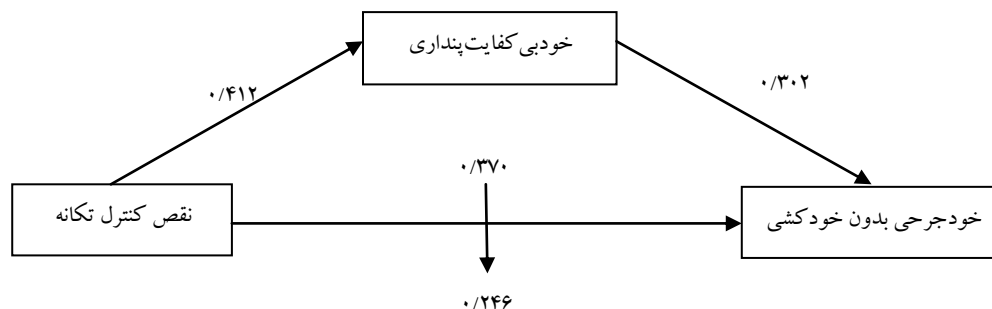 خودبی‌کفایت‌پنداری
۰/۴۱۲
۰/۳۰۲
۰/۳۷۰
نقص کنترل تکانه
خودجرحی بدون خودکشی
۰/۲۴۶